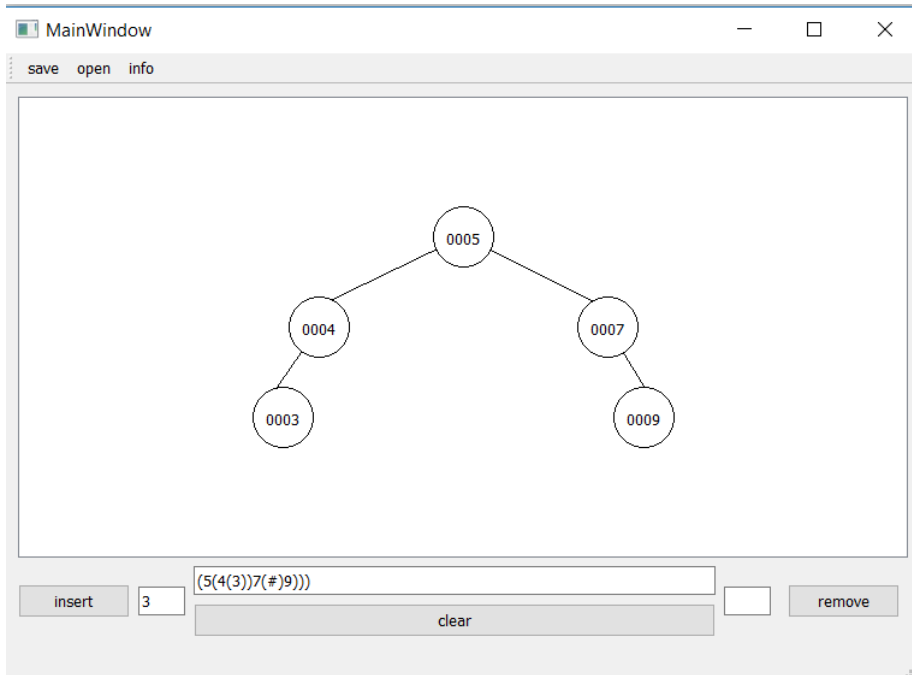 MainWindow
save open info
0005
0004 0007
0003 0009
(5(4(3))7(#)9)))
insert 3 remove
clear